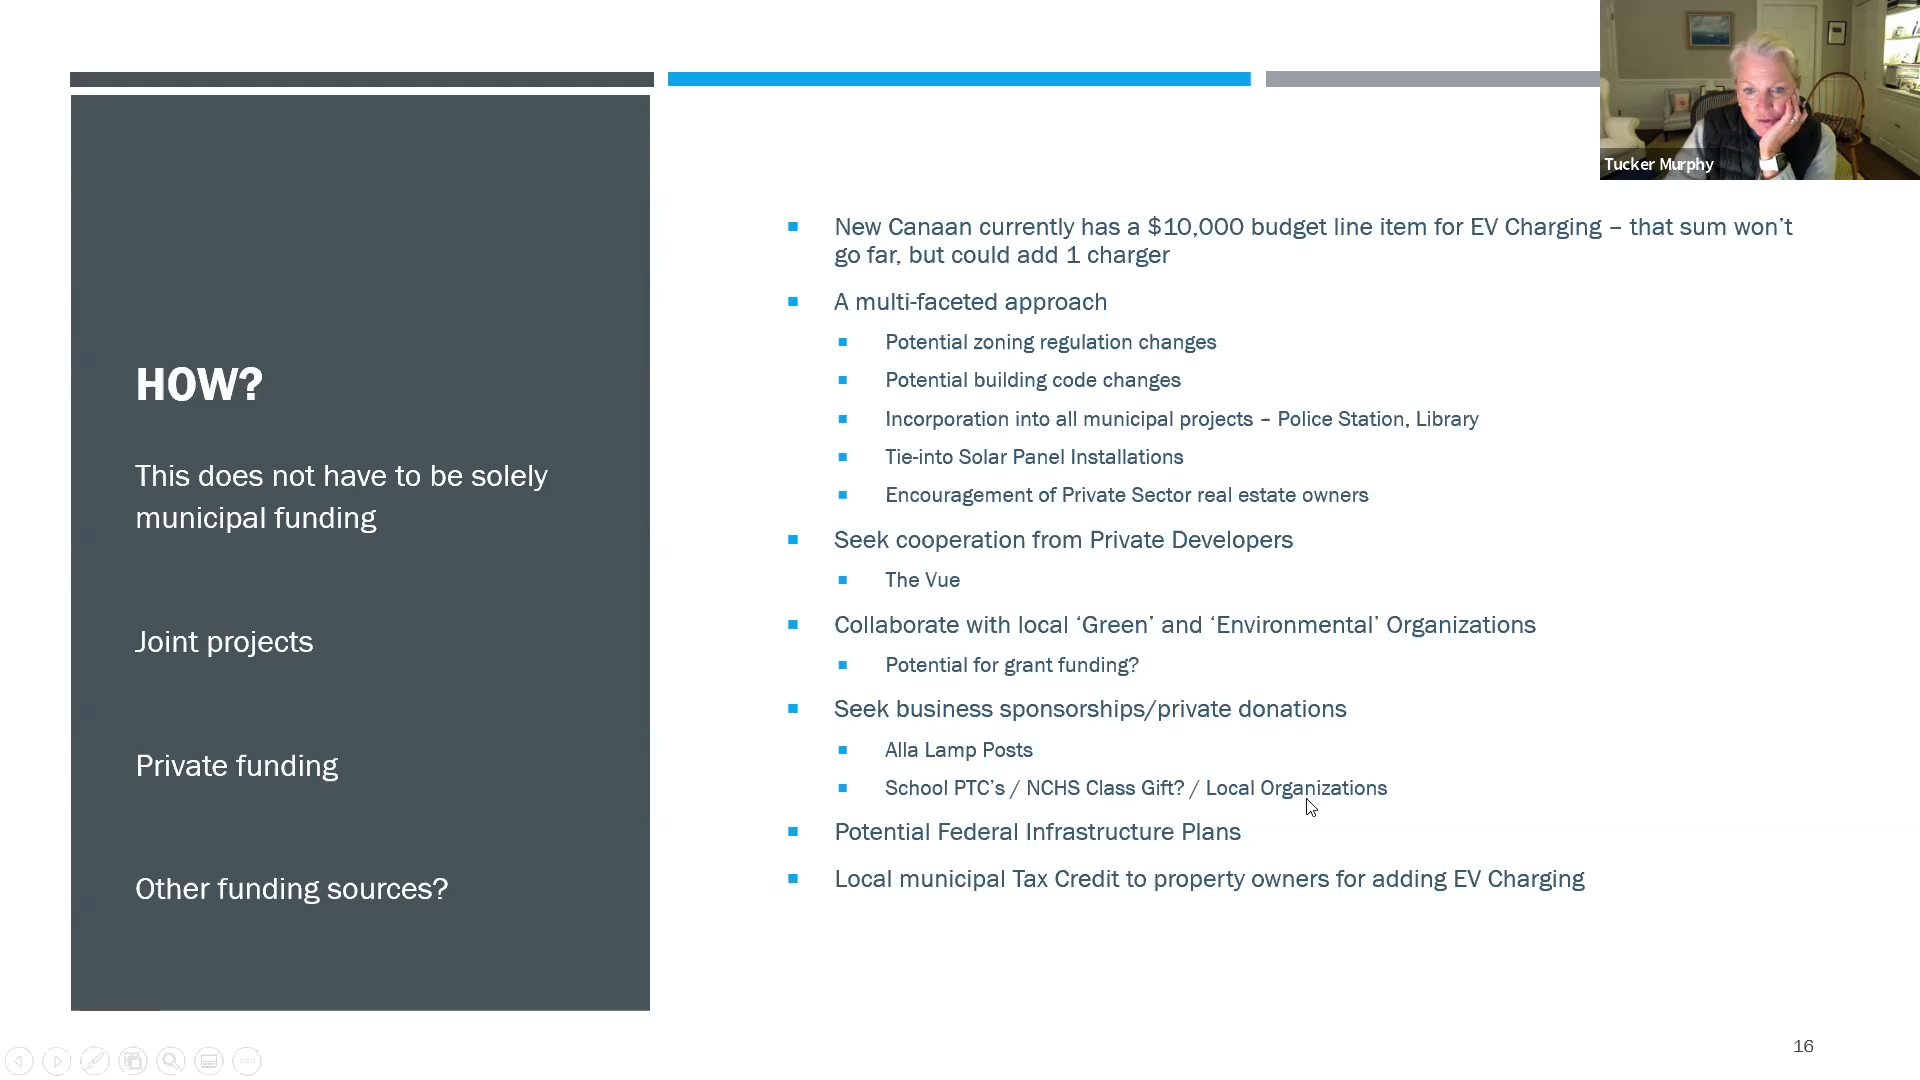 Tucker Murphy
HOW?
This does not have to be solely
municipal funding
Joint projects
Private funding
Other funding sources?
New Canaan currently has a $10,000 budget line item for EV Charging – that sum won’t
go far, but could add 1 charger
A multi-faceted approach
Potential zoning regulation changes
Potential building code changes
Incorporation into all municipal projects – Police Station, Library
Tie-into Solar Panel Installations
Encouragement of Private Sector real estate owners
Seek cooperation from Private Developers
The Vue
Collaborate with local ‘Green’ and ‘Environmental’ Organizations
Potential for grant funding?
Seek business sponsorships/private donations
Alla Lamp Posts
School PTC’s / NCHS Class Gift? / Local Organizations
Potential Federal Infrastructure Plans
Local municipal Tax Credit to property owners for adding EV Charging
16